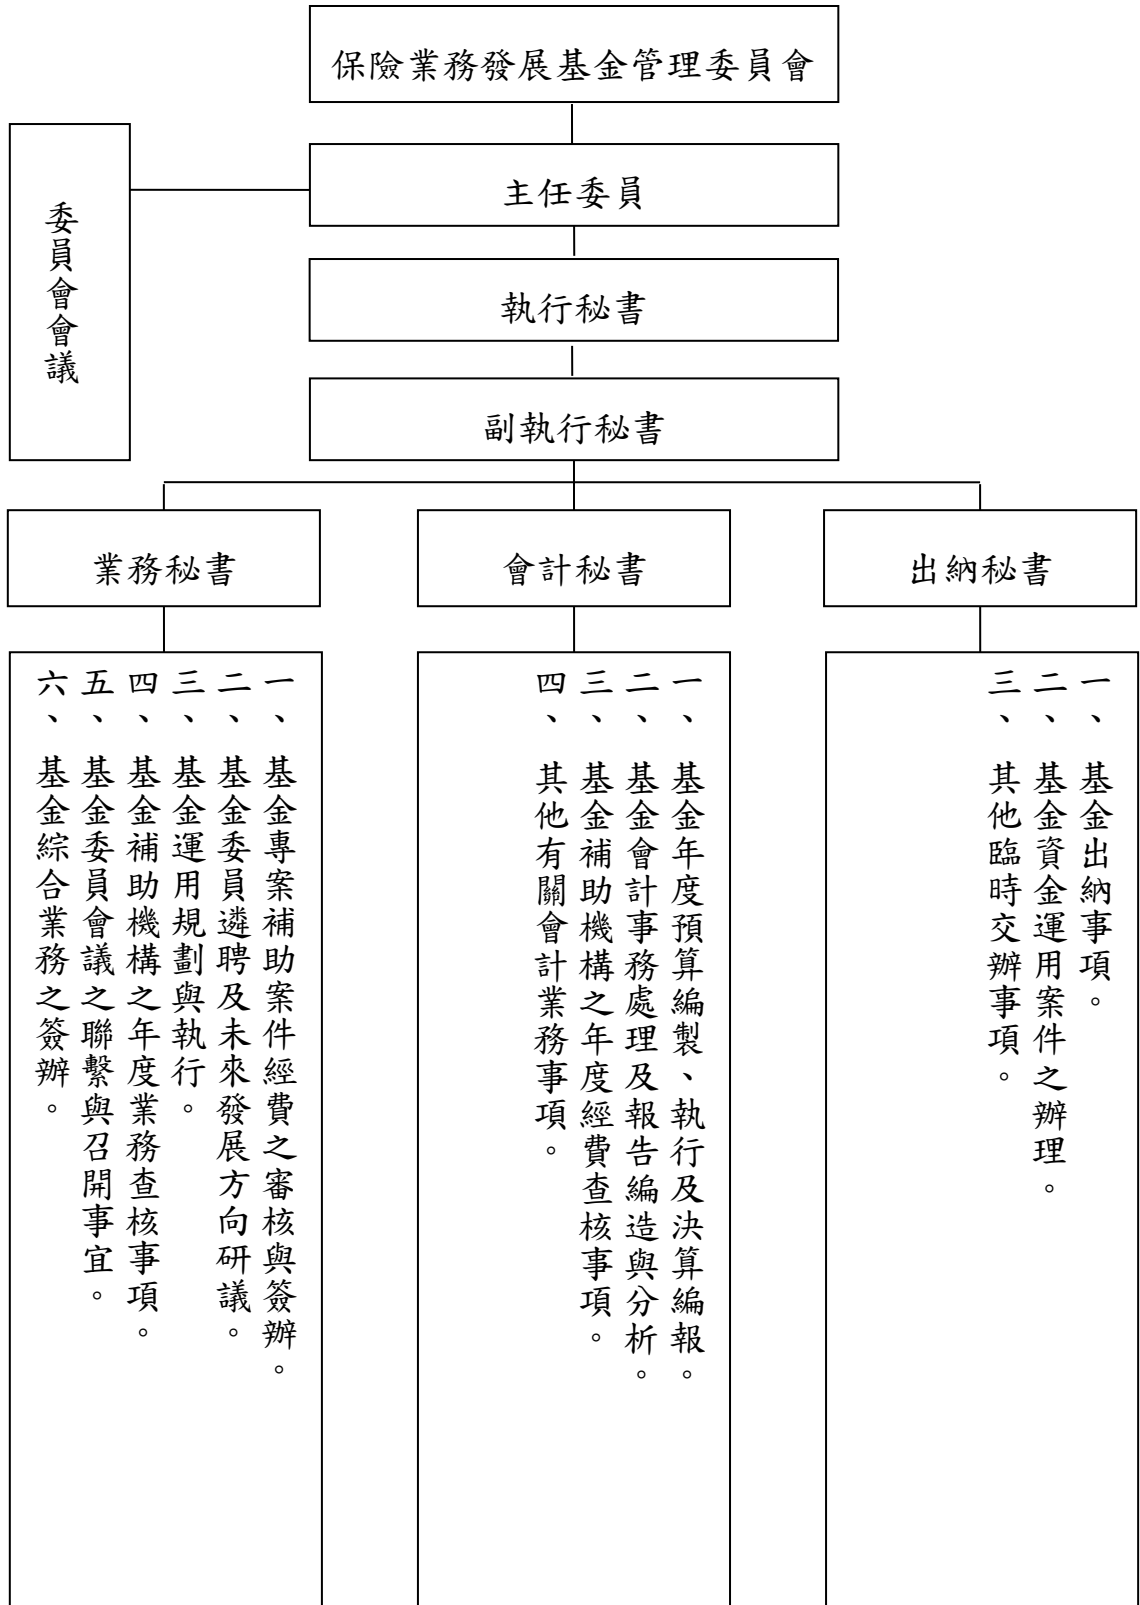 保險業務發展基金管理委員會
主任委員
委員會會議
執行秘書
副執行秘書
業務秘書
會計秘書
出納秘書
一、基金專案補助案件經費之審核與簽辦。
二、基金委員遴聘及未來發展方向研議。
三、基金運用規劃與執行。
四、基金補助機構之年度業務查核事項。
五、基金委員會議之聯繫與召開事宜。
六、基金綜合業務之簽辦。
一、基金年度預算編製、執行及決算編報。
二、基金會計事務處理及報告編造與分析。
三、基金補助機構之年度經費查核事項。
四、其他有關會計業務事項。
一、基金出納事項。
二、基金資金運用案件之辦理。
三、其他臨時交辦事項。